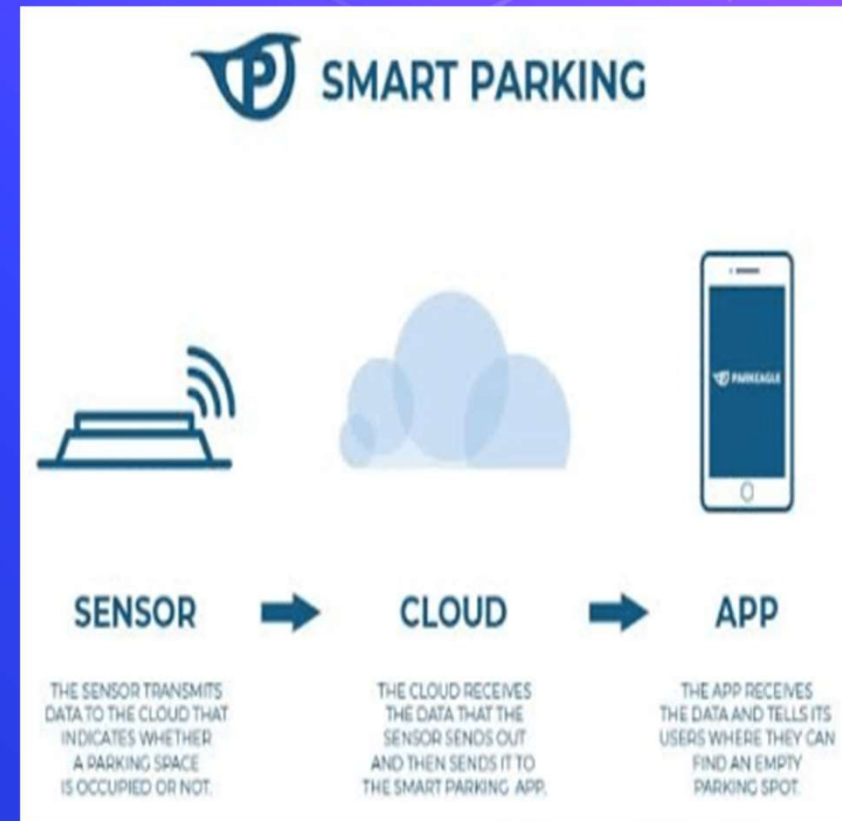 SMART PARKING
PARKEAGLE
SENSOR
CLOUD
APP
THE SENSOR TRANSMITS
DATA TO THE CLOUD THAT
INDICATES WHETHER
A PARKING SPACE
IS OCCUPIED OR NOT.
THE CLOUD RECEIVES
THE DATA THAT THE
SENSOR SENDS OUT
AND THEN SENDS IT TO
THE SMART PARKING APP.
THE APP RECEIVES
THE DATA AND TELLS ITS
USERS WHERE THEY CAN
FIND AN EMPTY
PARKING SPOT.